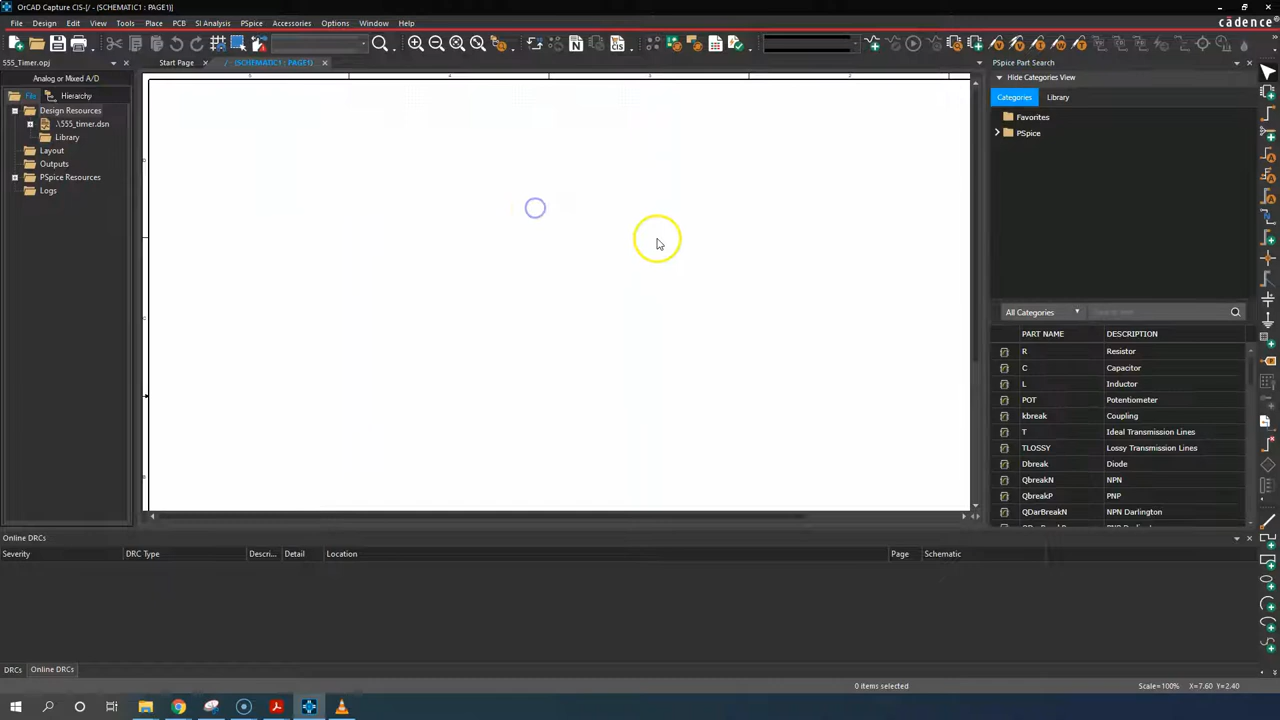 OrCAD Capture CIS-[/ - (SCHEMATIC1 : PAGE1)]
File Design Edit View Tools Place PCB SI Analysis PSpice Accessories Options Window Help
cadence
555_Timer.opj
Start Page
/ - (SCHEMATIC1 : PAGE1)
PSpice Part Search
Analog or Mixed A/D
Hide Categories View
File
Hierarchy
Categories
Library
Design Resources
.\555_timer.dsn
Library
Layout
Outputs
PSpice Resources
Logs
Favorites
PSpice
All Categories
PART NAME DESCRIPTION
R Resistor
C Capacitor
L Inductor
POT Potentiometer
kbreak Coupling
T Ideal Transmission Lines
TLOSSY Lossy Transmission Lines
Dbreak Diode
QbreakN NPN
QbreakP PNP
QDarBreakN NPN Darlington
Online DRCs
Severity DRC Type Descri... Detail Location Page Schematic
DRCs Online DRCs
0 items selected
Scale=100% X=7.60 Y=2.40